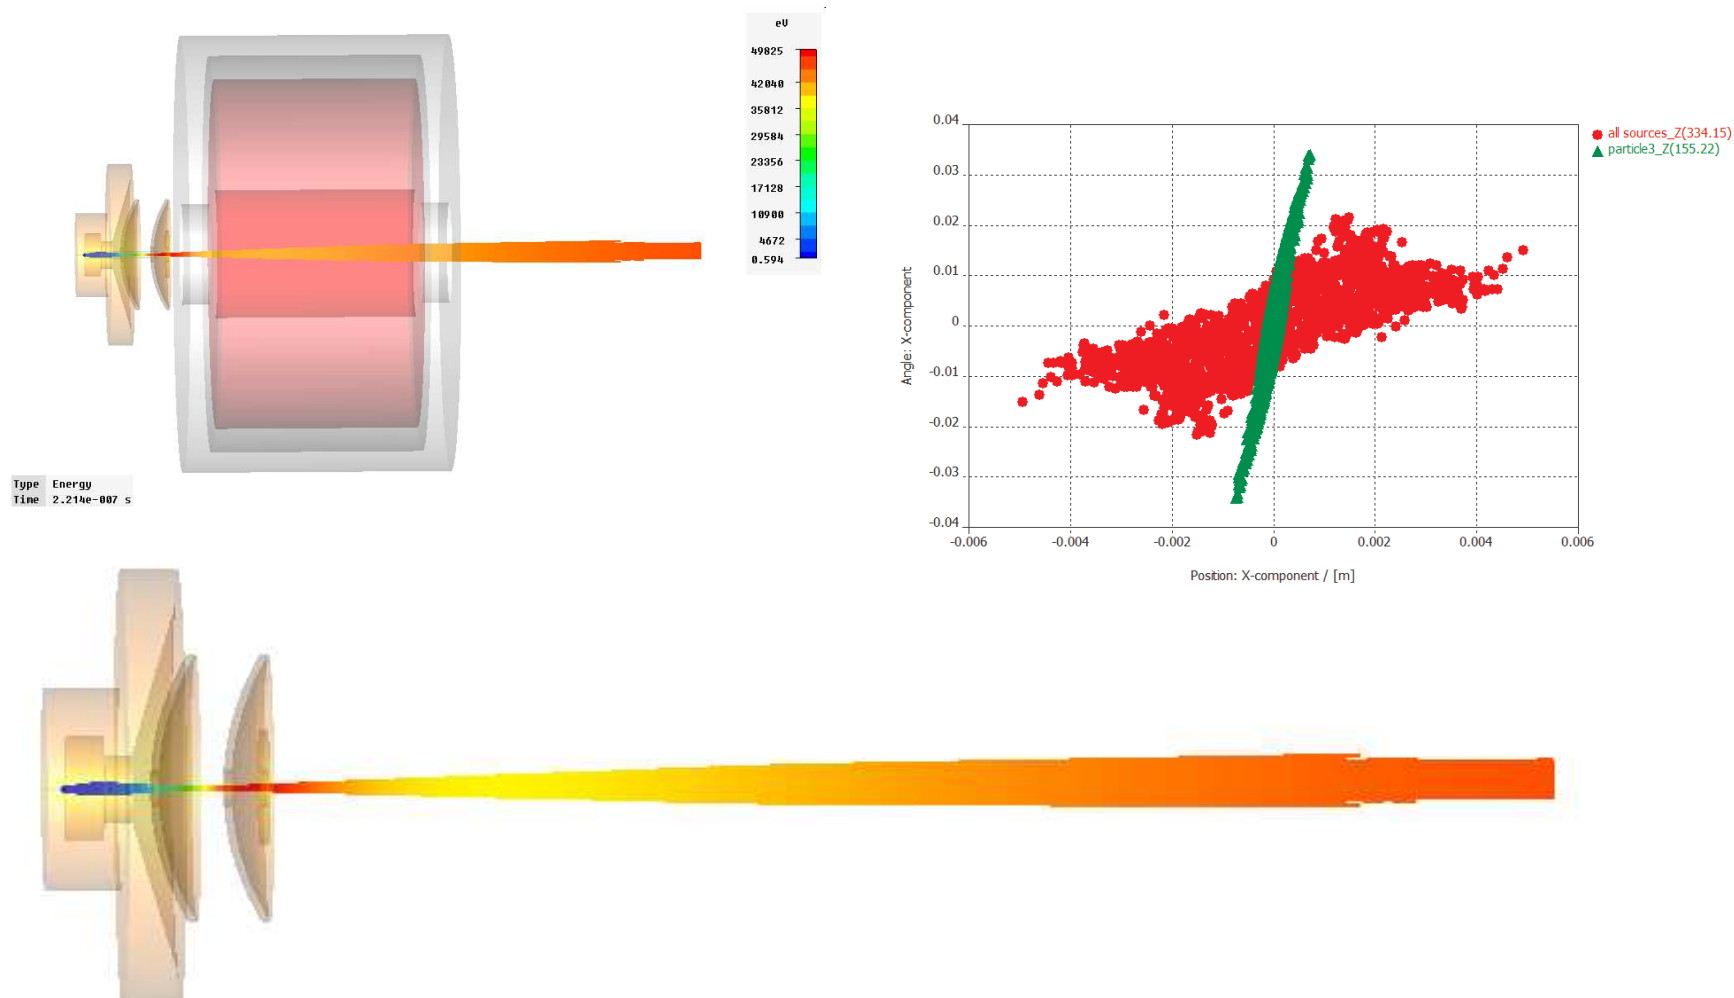 eV
49825
42040
35812
29584
23356
17128
10900
4672
0.594
Type Energy
Time 2.214e-007 s
0.04
0.03
0.02
0.01
0
-0.01
-0.02
-0.03
-0.04
Angle: X-component
-0.006 -0.004 -0.002 0 0.002 0.004 0.006
Position: X-component / [m]
all sources_Z(334.15)
particle3_Z(155.22)